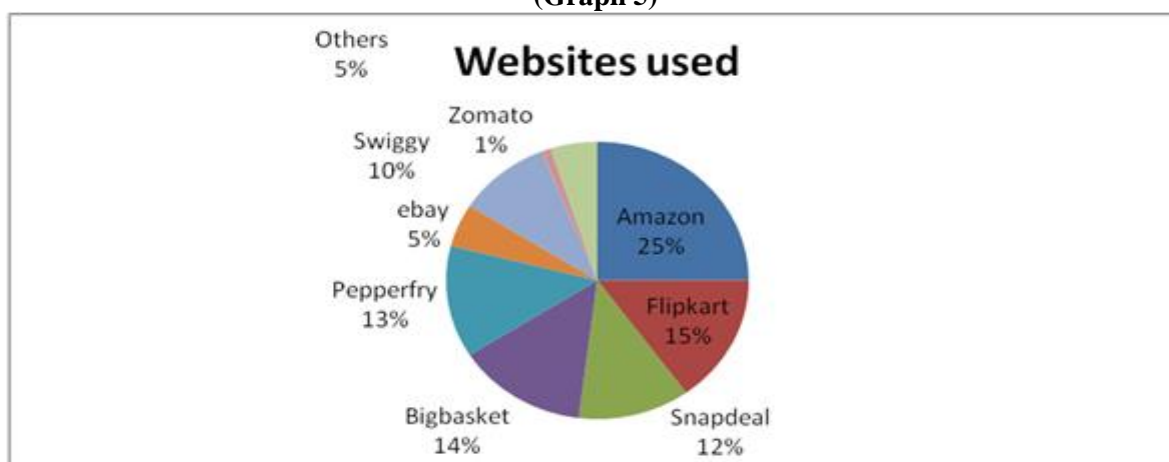 (Graph 5)
Others
5%
Websites used
Zomato
1%
Swiggy
10%
ebay
5%
Amazon
25%
Pepperfry
13%
Flipkart
15%
Bigbasket
14%
Snapdeal
12%